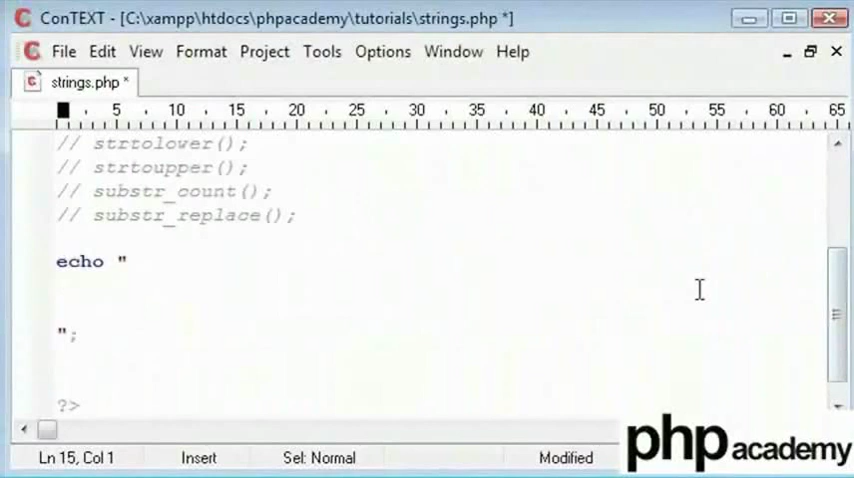 ConTEXT - [C:\xampp\htdocs\phpacademy\tutorials\strings.php *]
File Edit View Format Project Tools Options Window Help
strings.php *
5 10 15 20 25 30 35 40 45 50 55 60 65
// strtolower();
// strtoupper();
// substr_count();
// substr_replace();
echo "
";
?>
Ln 15, Col 1 Insert Sel: Normal Modified
php academy